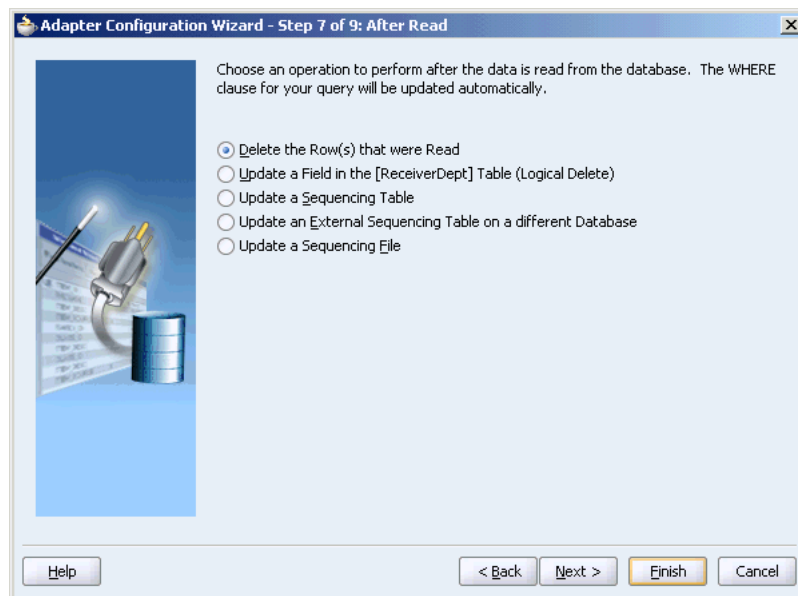 Adapter Configuration Wizard - Step 7 of 9: After Read
Choose an operation to perform after the data is read from the database. The WHERE
clause for your query will be updated automatically.
Delete the Row(s) that were Read
Update a Field in the [ReceiverDept] Table (Logical Delete)
Update a Sequencing Table
Update an External Sequencing Table on a different Database
Update a Sequencing File
Help
< Back
Next >
Finish
Cancel